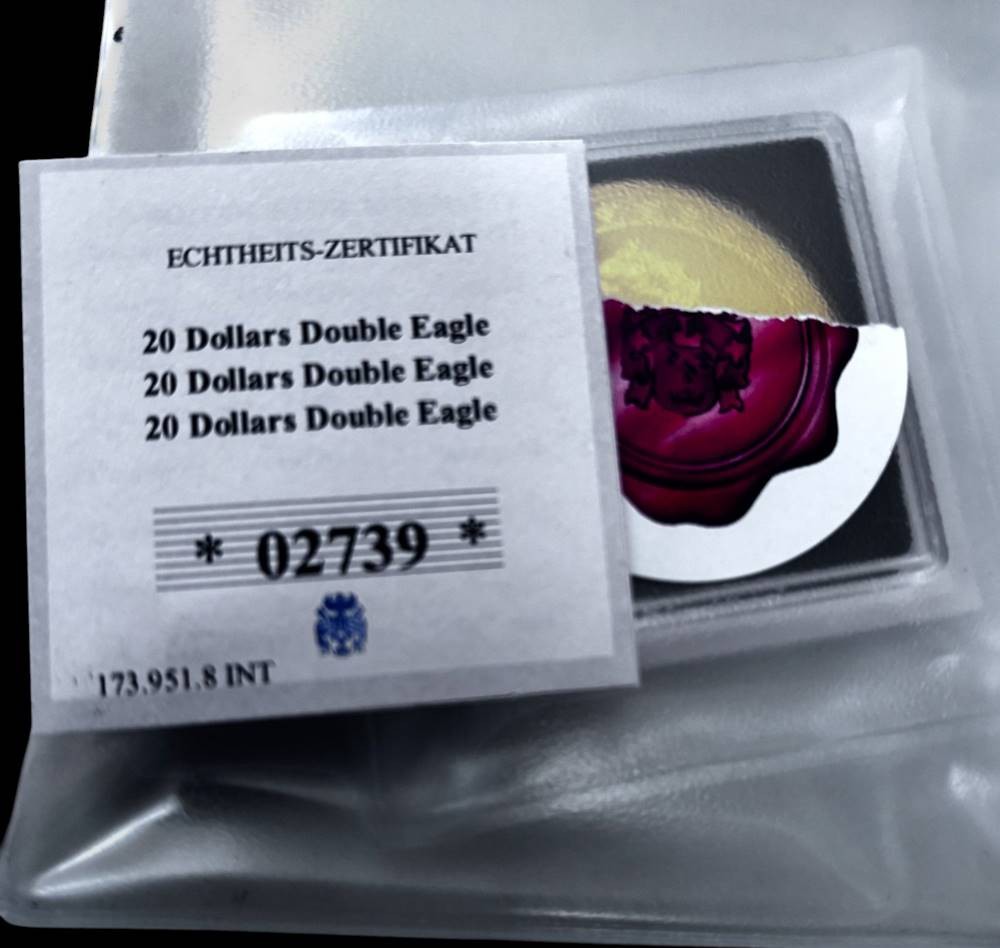 ECHTHEITS-ZERTIFIKAT
20 Dollars Double Eagle
20 Dollars Double Eagle
20 Dollars Double Eagle
* 02739 *
173.951.8 INT